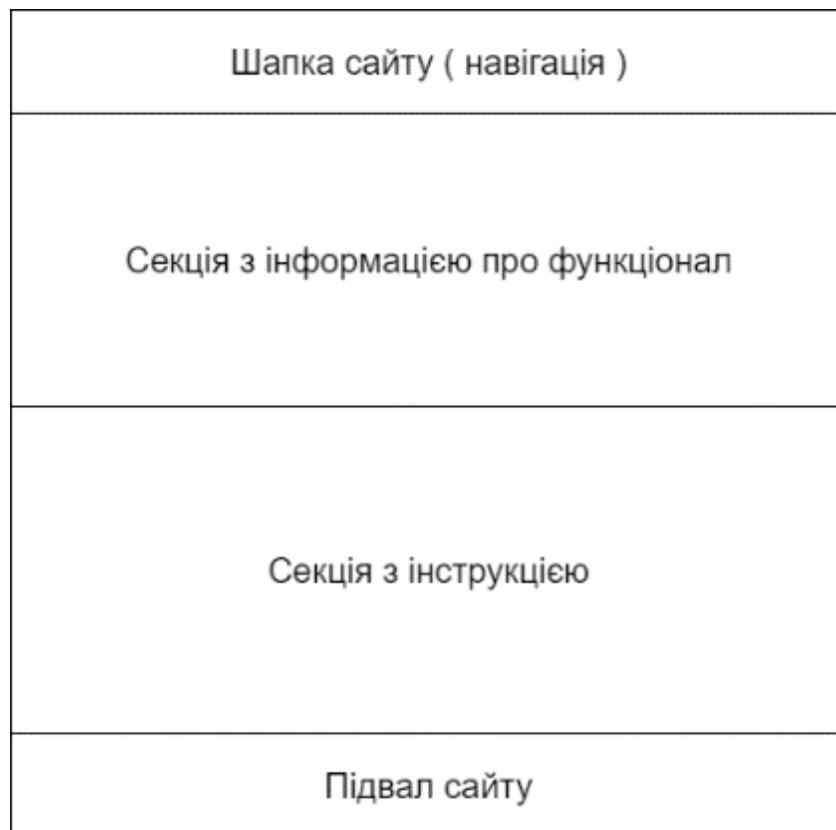 Шапка сайту ( навігація )
Секція з інформацією про функціонал
Секція з інструкцією
Підвал сайту